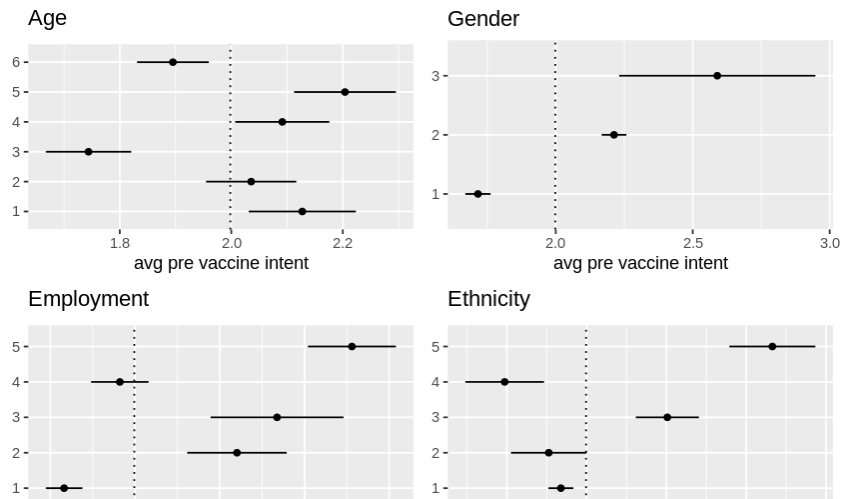 Age
6
5
4
3
2
1
1.8 2.0 2.2
avg pre vaccine intent
Gender
3
2
1
2.0 2.5 3.0
avg pre vaccine intent
Employment
5
4
3
2
1
Ethnicity
5
4
3
2
1